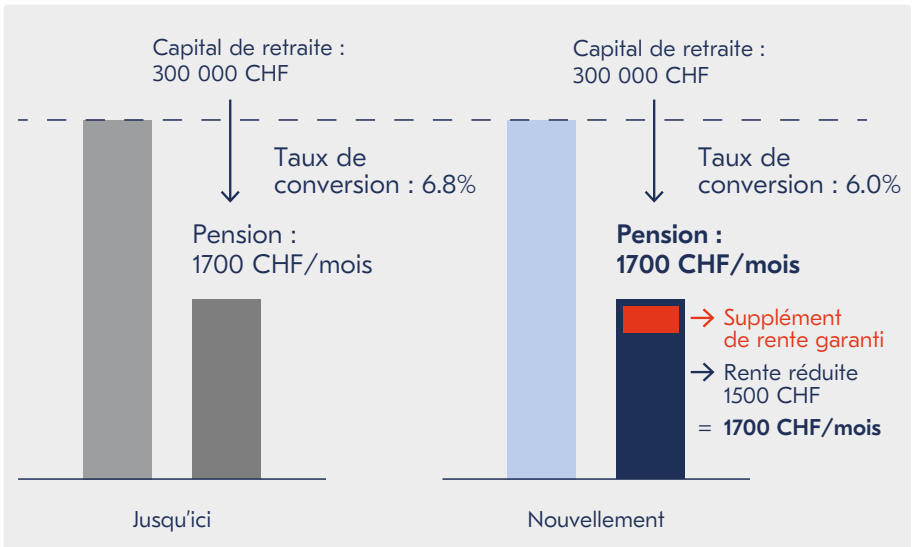 Capital de retraite :
300 000 CHF
Taux de
conversion : 6.8%
Pension :
1700 CHF/mois
Jusqu'ici
Capital de retraite :
300 000 CHF
Taux de
conversion : 6.0%
Pension :
1700 CHF/mois
→ Supplément
de rente garanti
→ Rente réduite
1500 CHF
= 1700 CHF/mois
Nouvellement